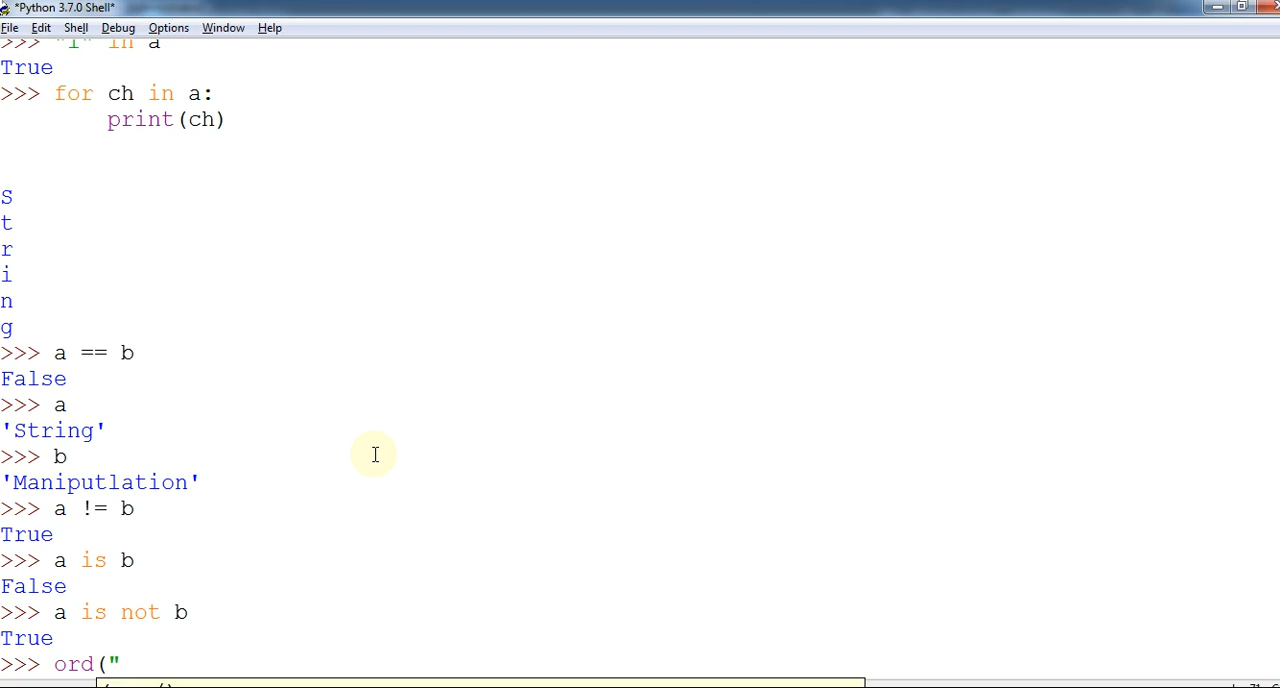 *Python 3.7.0 Shell*
File Edit Shell Debug Options Window Help
in a
True
>>> for ch in a:
print(ch)
S
t
r
i
n
g
>>> a == b
False
>>> a
'String'
>>> b
'Maniputlation'
>>> a != b
True
>>> a is b
False
>>> a is not b
True
>>> ord("